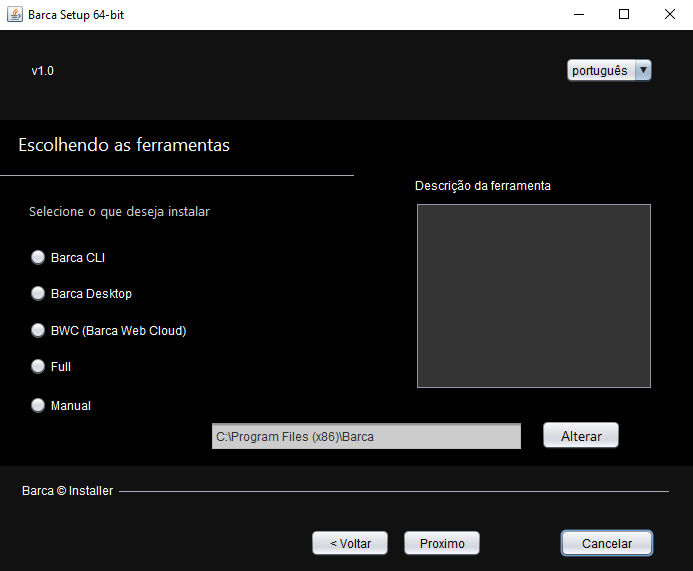 Barca Setup 64-bit
v1.0
português
Escolhendo as ferramentas
Descrição da ferramenta
Selecione o que deseja instalar
Barca CLI
Barca Desktop
BWC (Barca Web Cloud)
Full
Manual
C:\Program Files (x86)\Barca
Alterar
Barca © Installer
< Voltar
Proximo
Cancelar